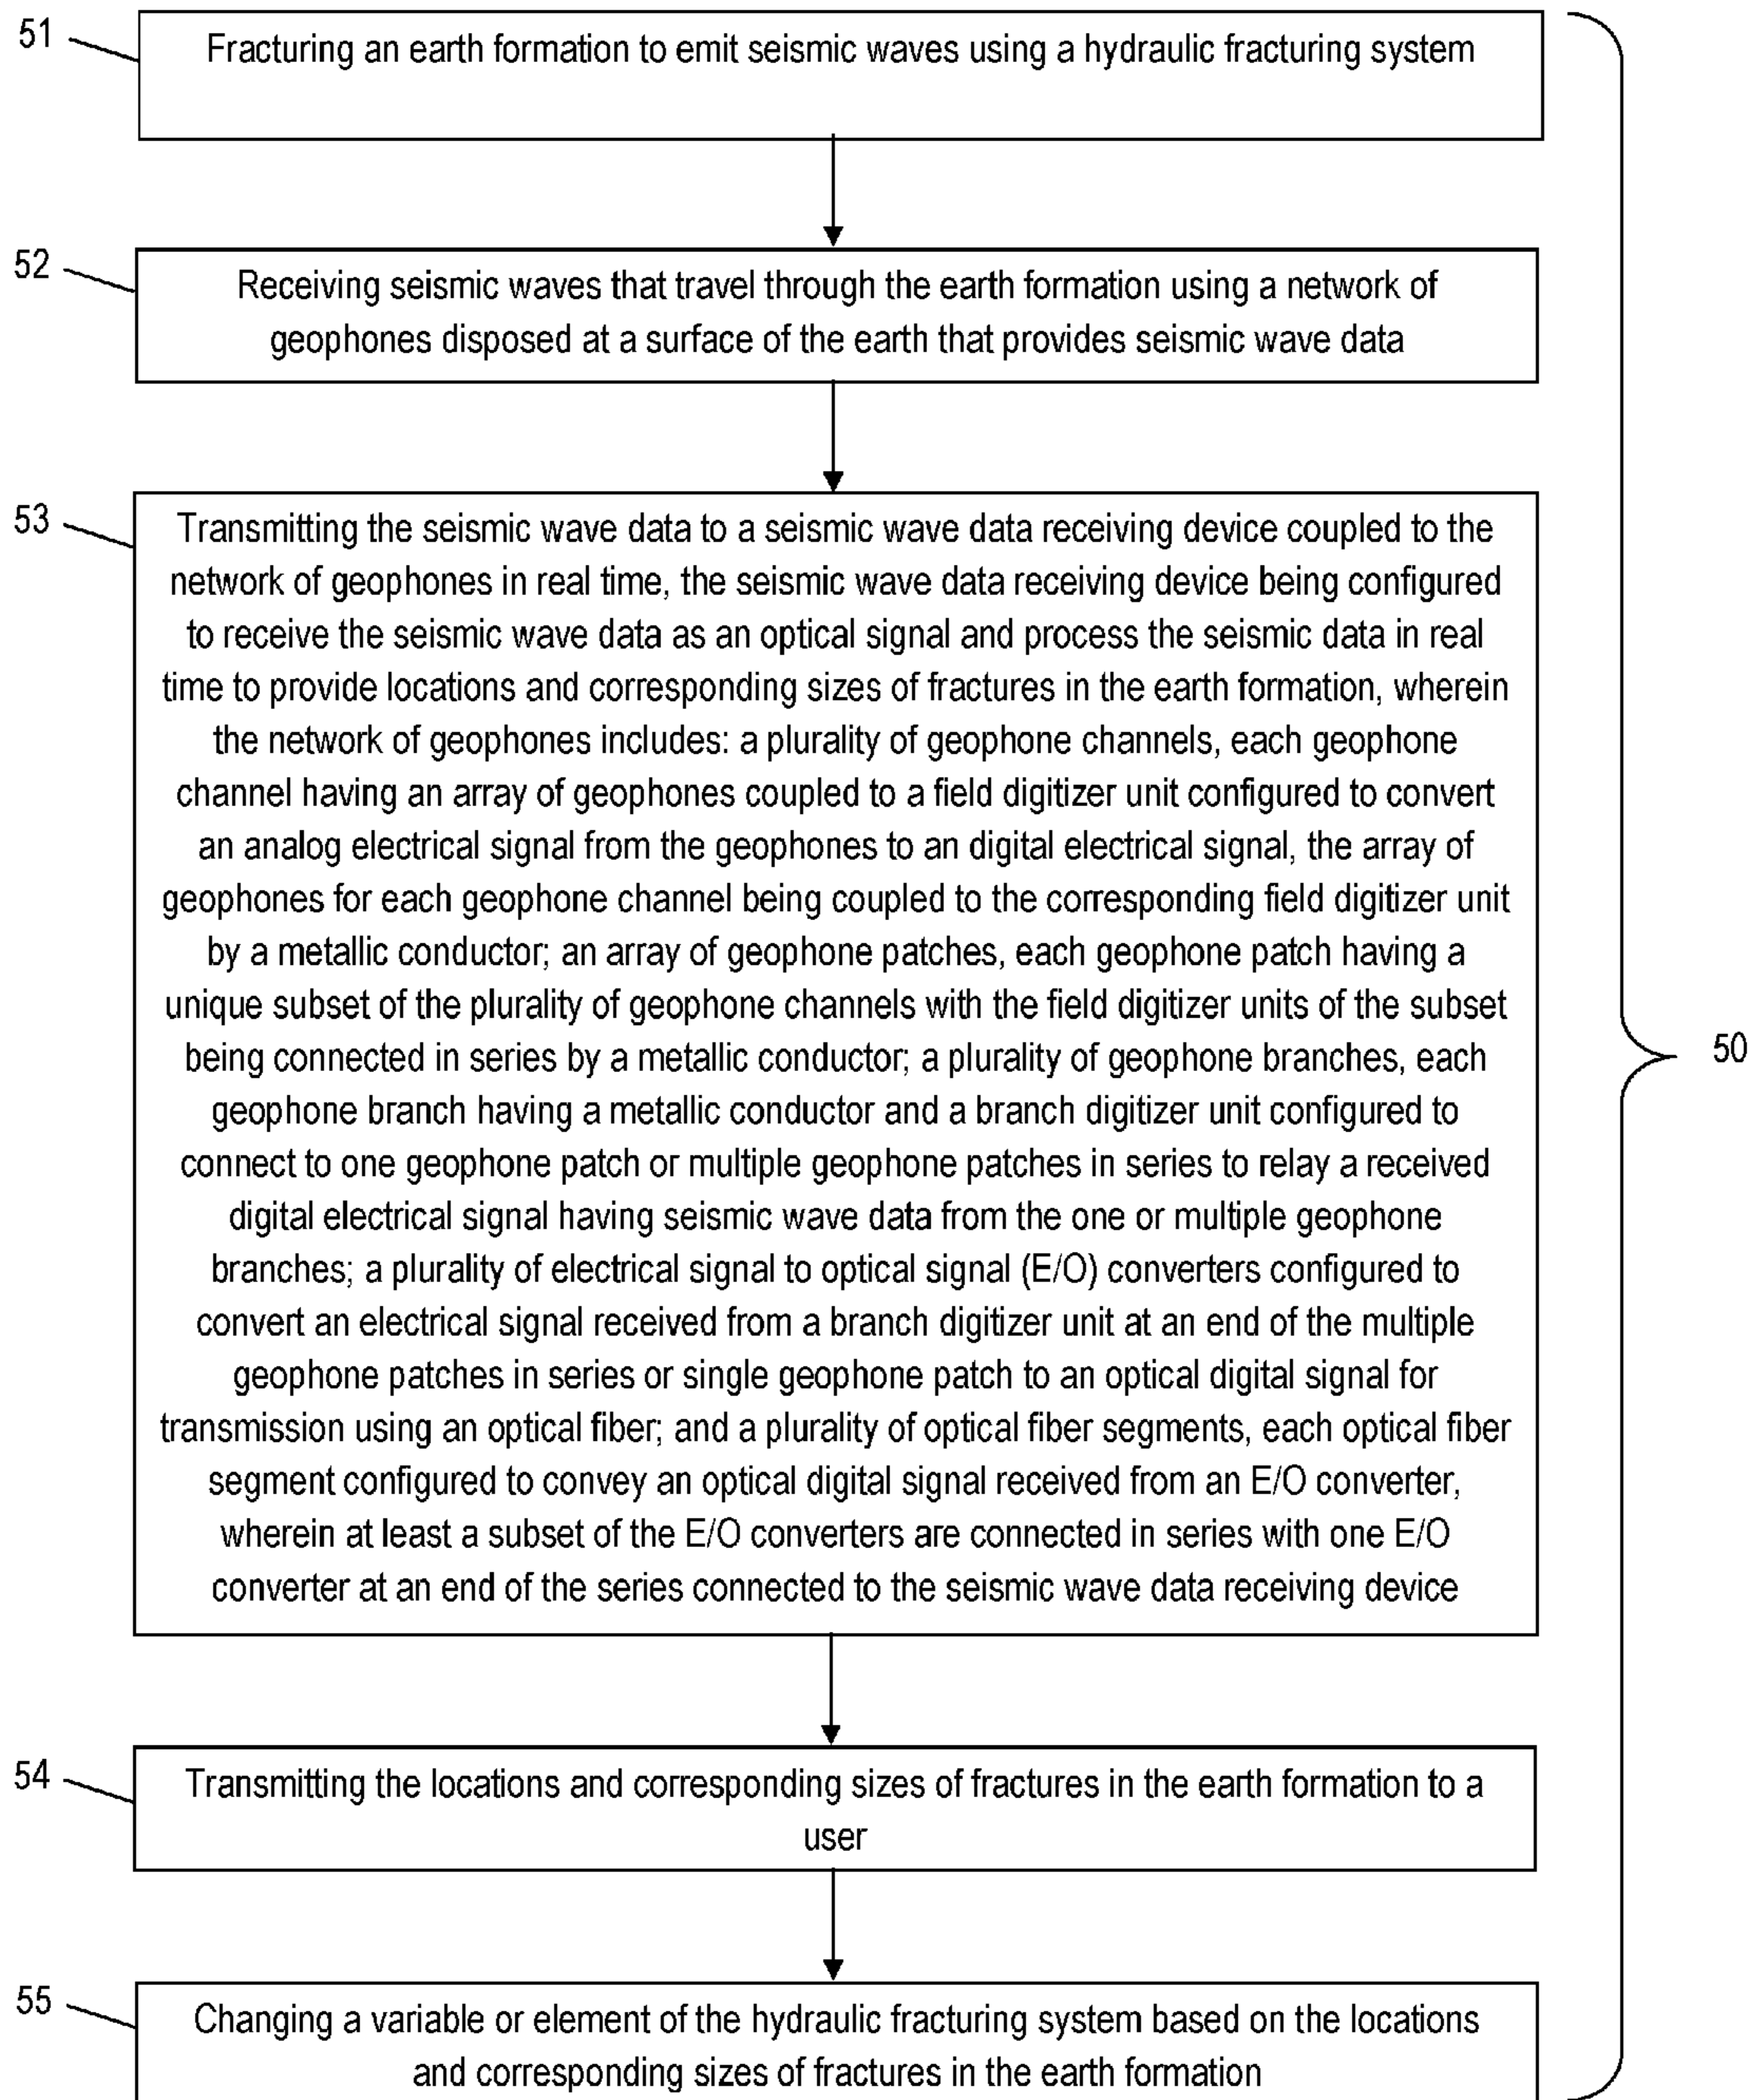 51
Fracturing an earth formation to emit seismic waves using a hydraulic fracturing system
52
Receiving seismic waves that travel through the earth formation using a network of
geophones disposed at a surface of the earth that provides seismic wave data
53
Transmitting the seismic wave data to a seismic wave data receiving device coupled to the
network of geophones in real time, the seismic wave data receiving device being configured
to receive the seismic wave data as an optical signal and process the seismic data in real
time to provide locations and corresponding sizes of fractures in the earth formation, wherein
the network of geophones includes: a plurality of geophone channels, each geophone
channel having an array of geophones coupled to a field digitizer unit configured to convert
an analog electrical signal from the geophones to an digital electrical signal, the array of
geophones for each geophone channel being coupled to the corresponding field digitizer unit
by a metallic conductor; an array of geophone patches, each geophone patch having a
unique subset of the plurality of geophone channels with the field digitizer units of the subset
being connected in series by a metallic conductor; a plurality of geophone branches, each
geophone branch having a metallic conductor and a branch digitizer unit configured to
connect to one geophone patch or multiple geophone patches in series to relay a received
digital electrical signal having seismic wave data from the one or multiple geophone
branches; a plurality of electrical signal to optical signal (E/O) converters configured to
convert an electrical signal received from a branch digitizer unit at an end of the multiple
geophone patches in series or single geophone patch to an optical digital signal for
transmission using an optical fiber; and a plurality of optical fiber segments, each optical fiber
segment configured to convey an optical digital signal received from an E/O converter,
wherein at least a subset of the E/O converters are connected in series with one E/O
converter at an end of the series connected to the seismic wave data receiving device
50
54
Transmitting the locations and corresponding sizes of fractures in the earth formation to a
user
55
Changing a variable or element of the hydraulic fracturing system based on the locations
and corresponding sizes of fractures in the earth formation